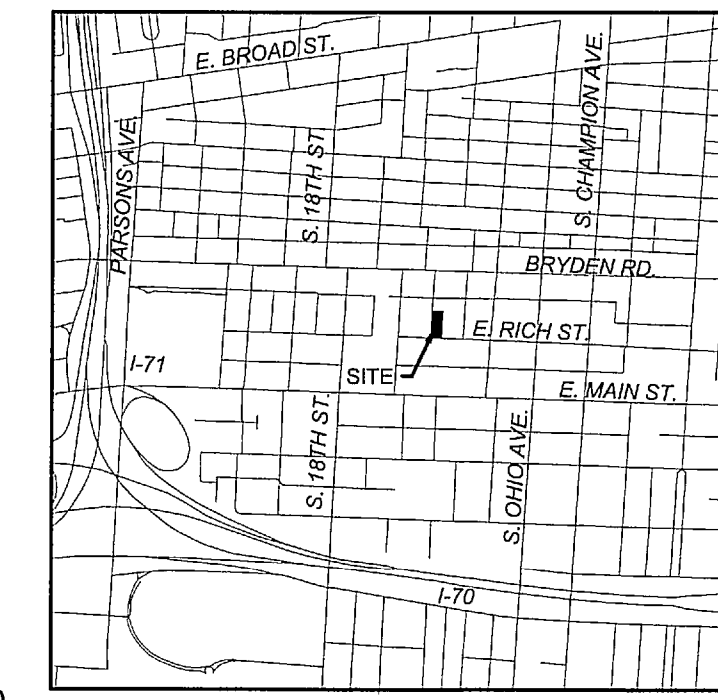 E. BROAD ST.
S. CHAMPION AVE.
PARSONS AVE.
S. 18TH ST.
BRYDEN RD.
E. RICH ST.
I-71
SITE
E. MAIN ST.
S. 18TH ST.
S. OHIO AVE.
I-70